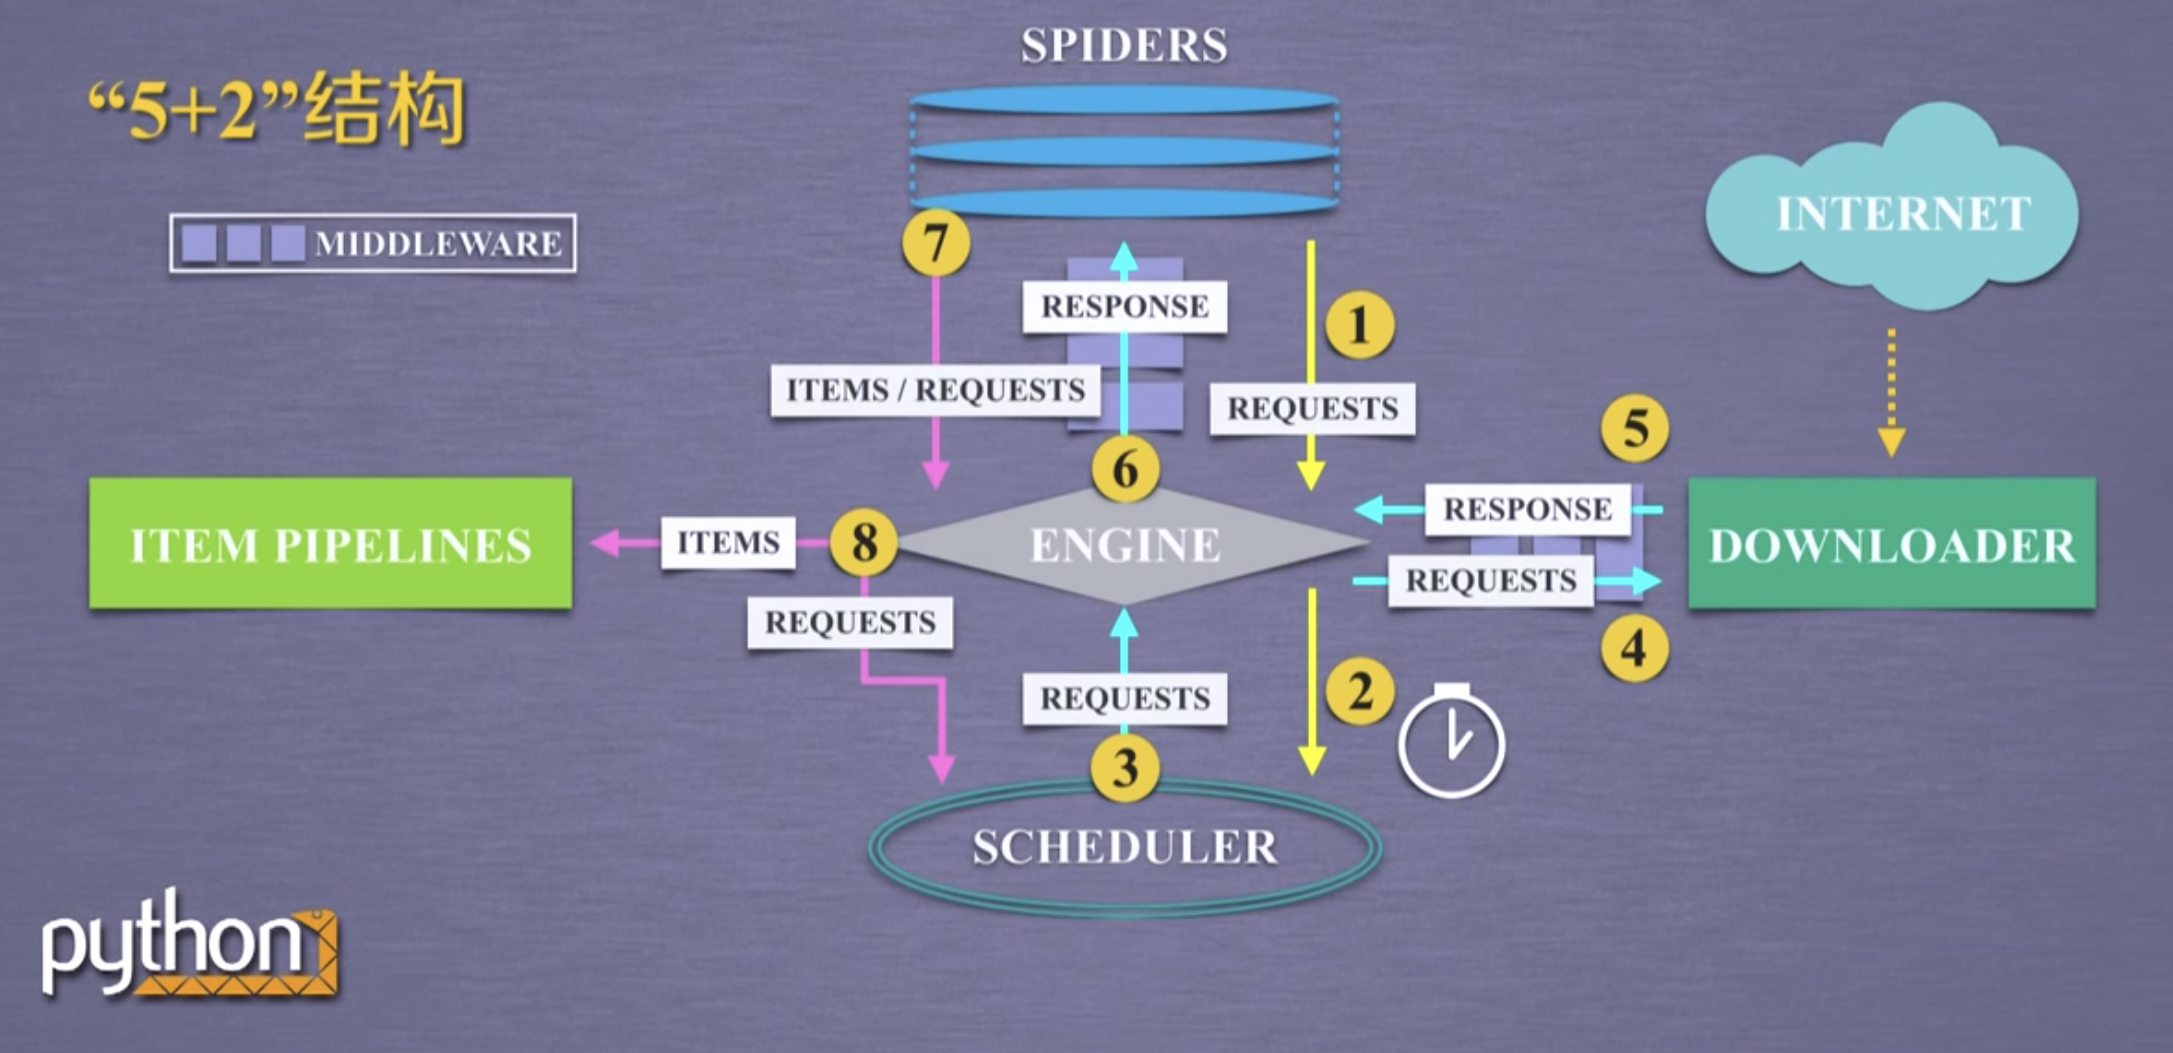 SPIDERS
“5+2”结构
INTERNET
MIDDLEWARE
7
RESPONSE
1
ITEMS / REQUESTS
REQUESTS
5
6
RESPONSE
ITEM PIPELINES
ITEMS
8
ENGINE
DOWNLOADER
REQUESTS
REQUESTS
4
REQUESTS
2
3
SCHEDULER
python